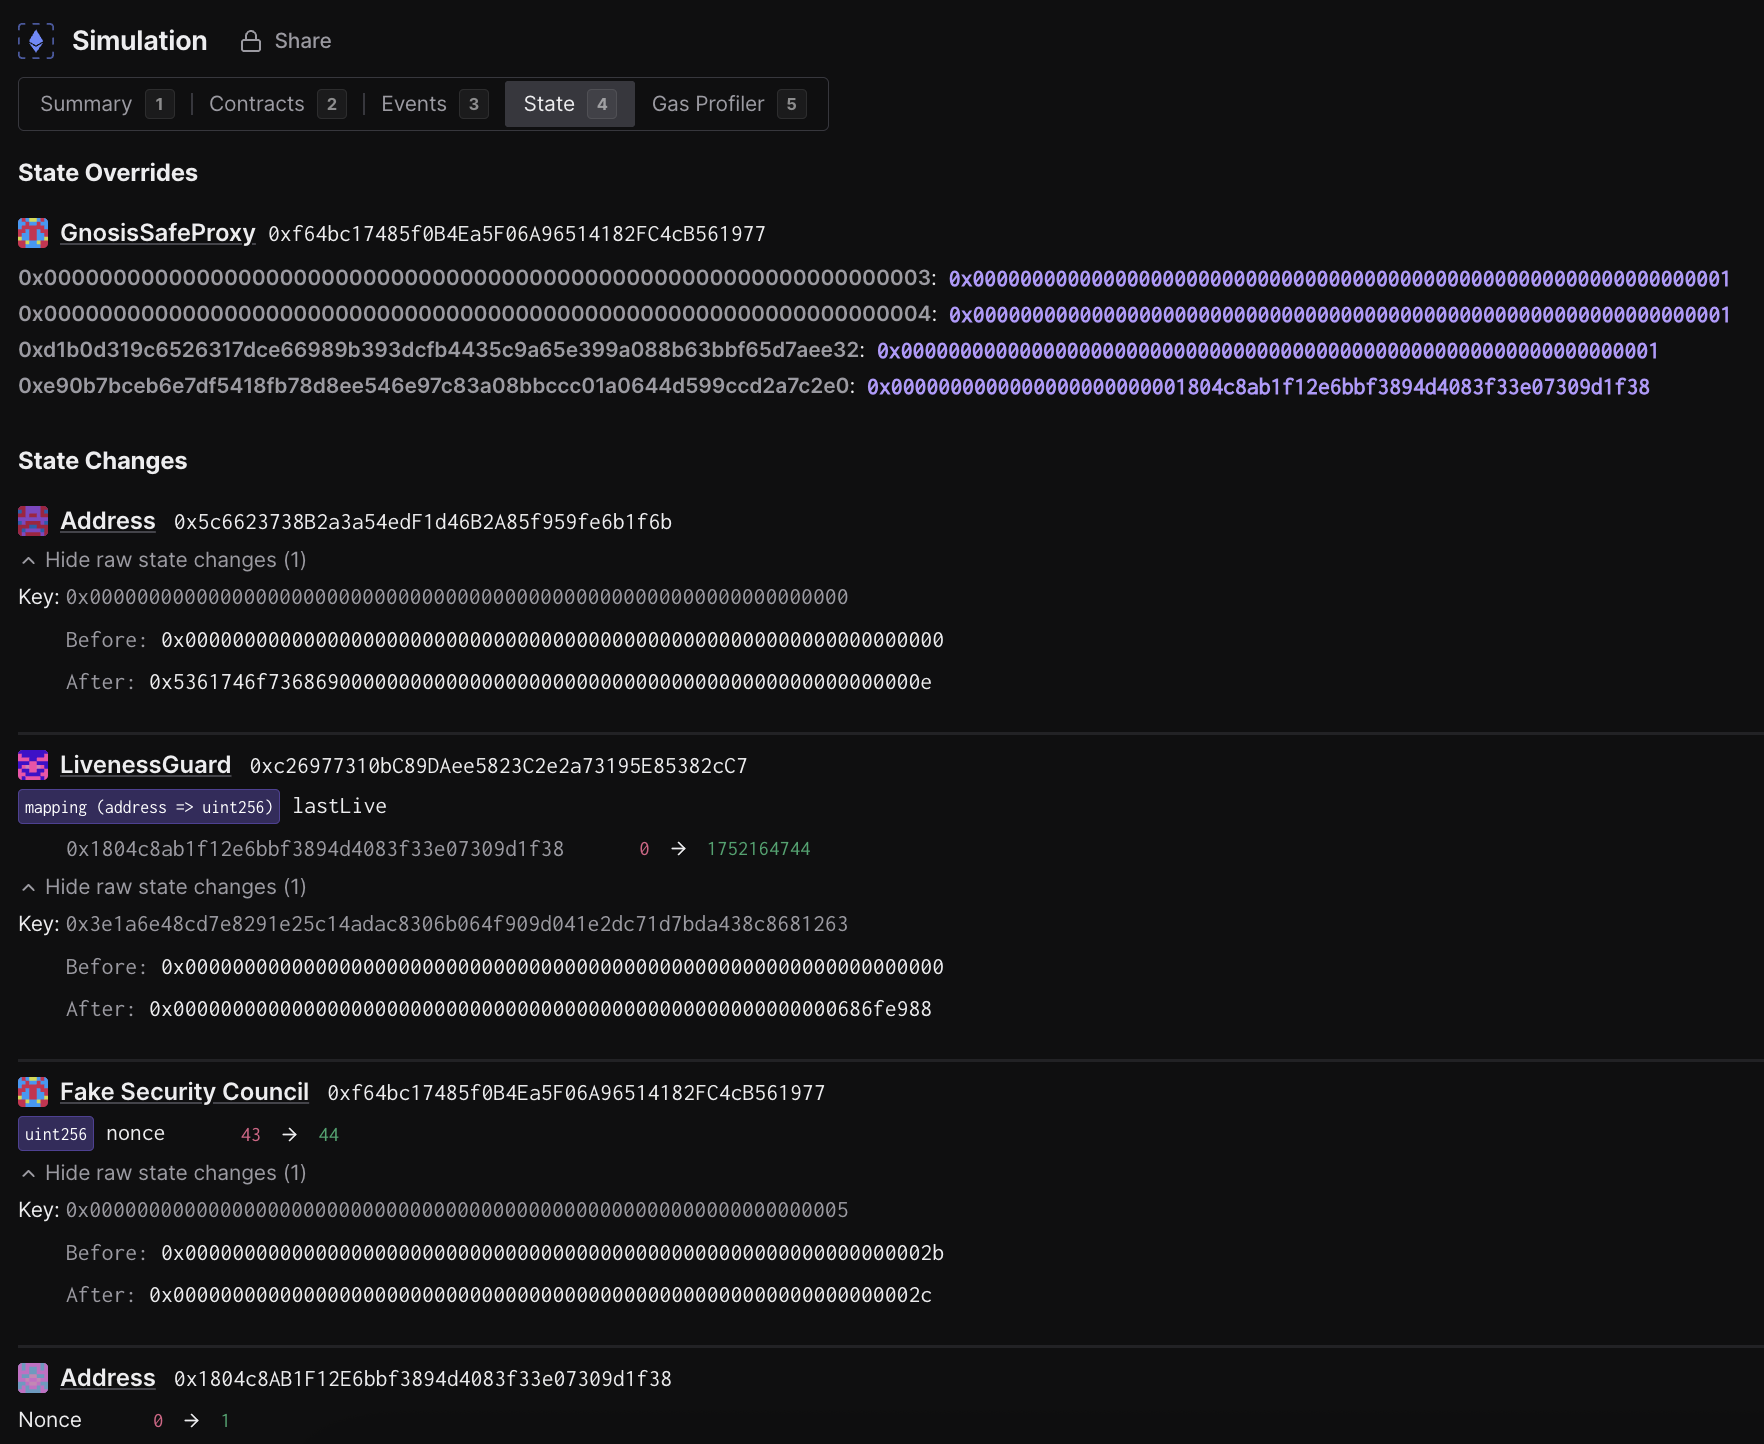 Simulation Share
Summary 1 | Contracts 2 | Events 3 State 4 Gas Profiler 5
State Overrides
GnosisSafeProxy 0xf64bc17485f0B4Ea5F06A96514182FC4cB561977
0x0000000000000000000000000000000000000000000000000000000000000003: 0x0000000000000000000000000000000000000000000000000000000000000001
0x0000000000000000000000000000000000000000000000000000000000000004: 0x0000000000000000000000000000000000000000000000000000000000000001
0xd1b0d319c6526317dce66989b393dcfb4435c9a65e399a088b63bbf65d7aee32: 0x0000000000000000000000000000000000000000000000000000000000000001
0xe90b7bceb6e7df5418fb78d8ee546e97c83a08bbccc01a0644d599ccd2a7c2e0: 0x0000000000000000000000001804c8ab1f12e6bbf3894d4083f33e07309d1f38
State Changes
Address 0x5c6623738B2a3a54edF1d46B2A85f959fe6b1f6b
Hide raw state changes (1)
Key: 0x0000000000000000000000000000000000000000000000000000000000000000
Before: 0x0000000000000000000000000000000000000000000000000000000000000000
After: 0x5361746f7368690000000000000000000000000000000000000000000000000e
LivenessGuard 0xc26977310bC89DAee5823C2e2a73195E85382cC7
mapping (address => uint256) lastLive
0x1804c8ab1f12e6bbf3894d4083f33e07309d1f38 0 → 1752164744
Hide raw state changes (1)
Key: 0x3e1a6e48cd7e8291e25c14adac8306b064f909d041e2dc71d7bda438c8681263
Before: 0x0000000000000000000000000000000000000000000000000000000000000000
After: 0x00000000000000000000000000000000000000000000000000000000686fe988
Fake Security Council 0xf64bc17485f0B4Ea5F06A96514182FC4cB561977
uint256 nonce 43 → 44
Hide raw state changes (1)
Key: 0x0000000000000000000000000000000000000000000000000000000000000005
Before: 0x000000000000000000000000000000000000000000000000000000000000002b
After: 0x000000000000000000000000000000000000000000000000000000000000002c
Address 0x1804c8AB1F12E6bbf3894d4083f33e07309d1f38
Nonce 0 → 1